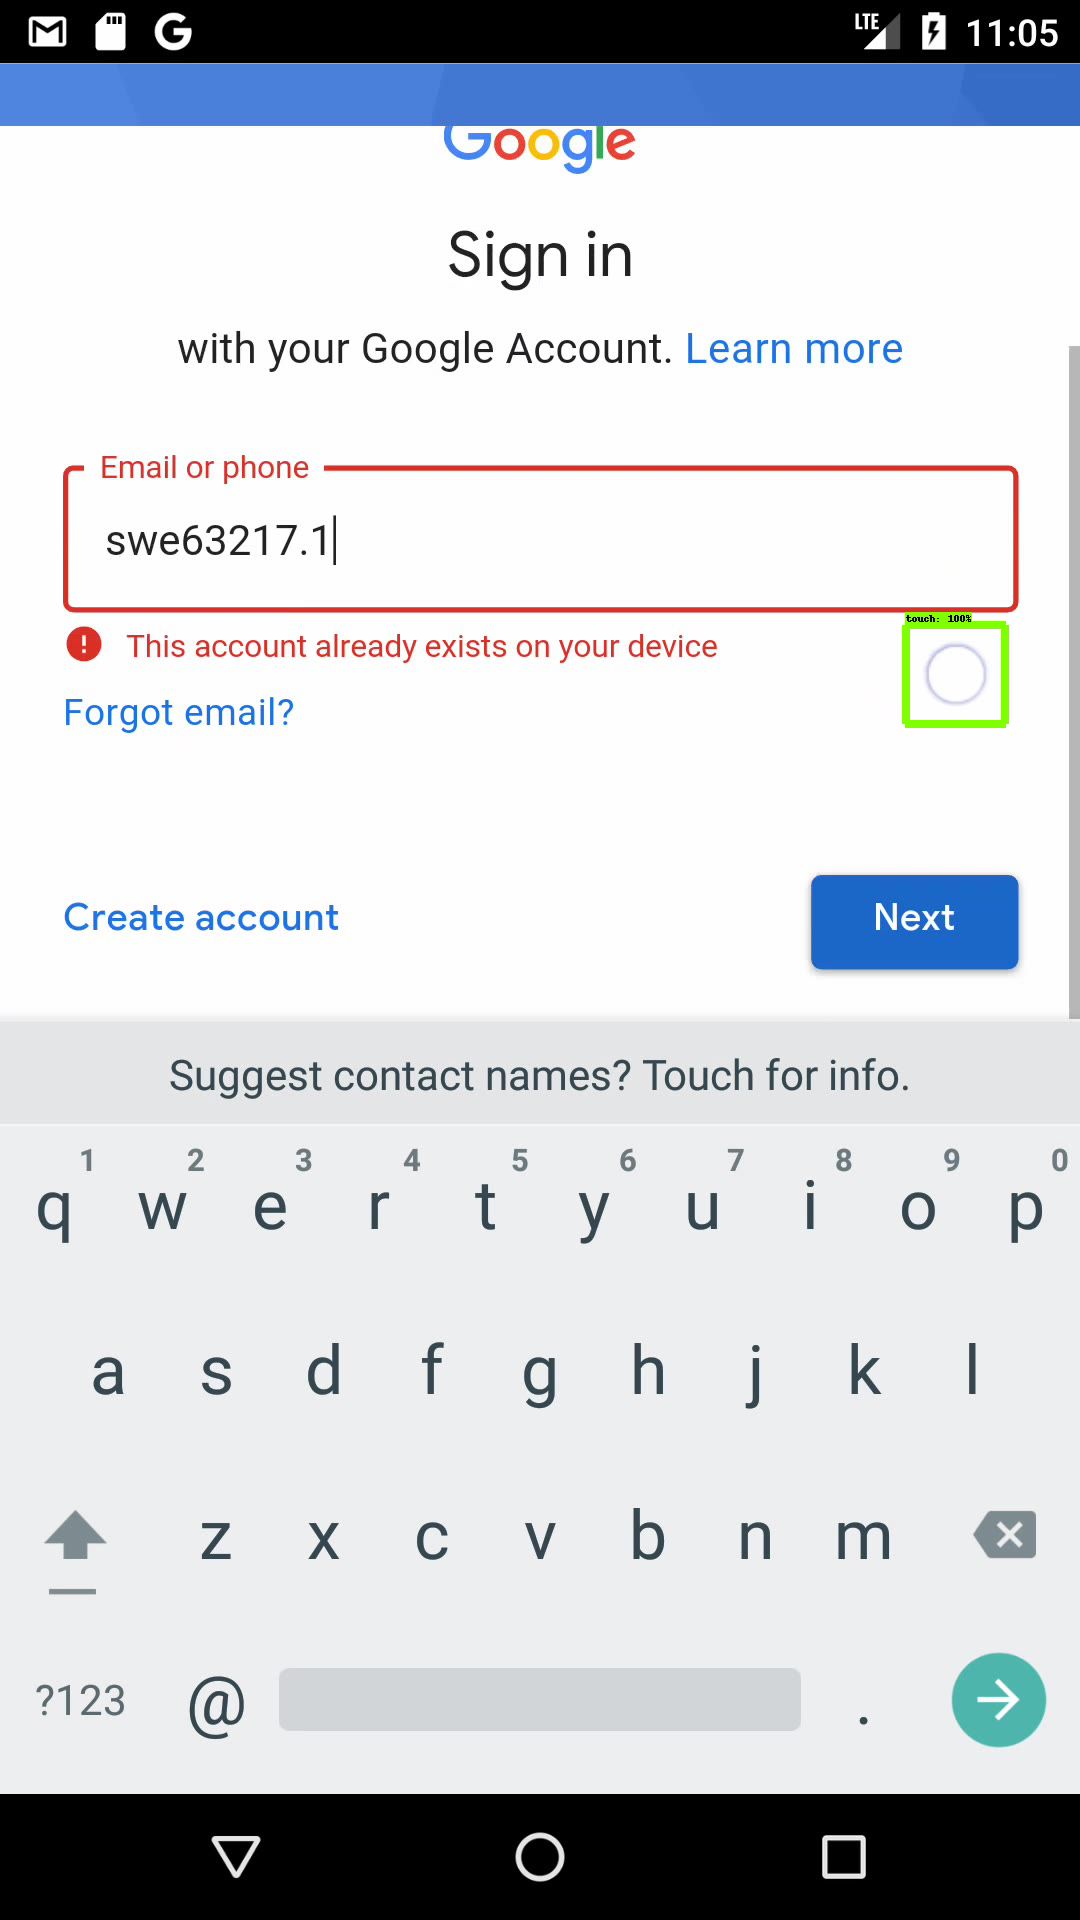 LTE 11:05
Google
Sign in
with your Google Account. Learn more
Email or phone
swe63217.1
touch: 100%
This account already exists on your device
Forgot email?
Create account
Next
Suggest contact names? Touch for info.
1 2 3 4 5 6 7 8 9 0
q w e r t y u i o p
a s d f g h j k l
z x c v b n m
?123 @ .